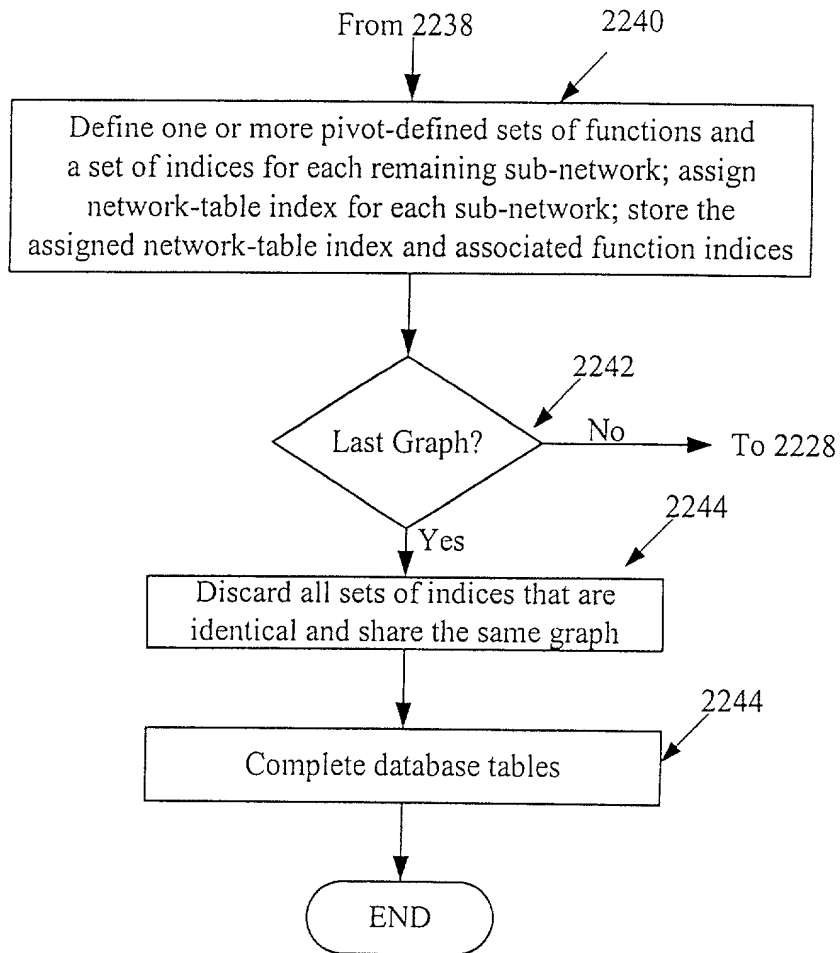 From 2238
2240
Define one or more pivot-defined sets of functions and
a set of indices for each remaining sub-network; assign
network-table index for each sub-network; store the
assigned network-table index and associated function indices
2242
Last Graph?
No
To 2228
Yes
2244
Discard all sets of indices that are
identical and share the same graph
2244
Complete database tables
END